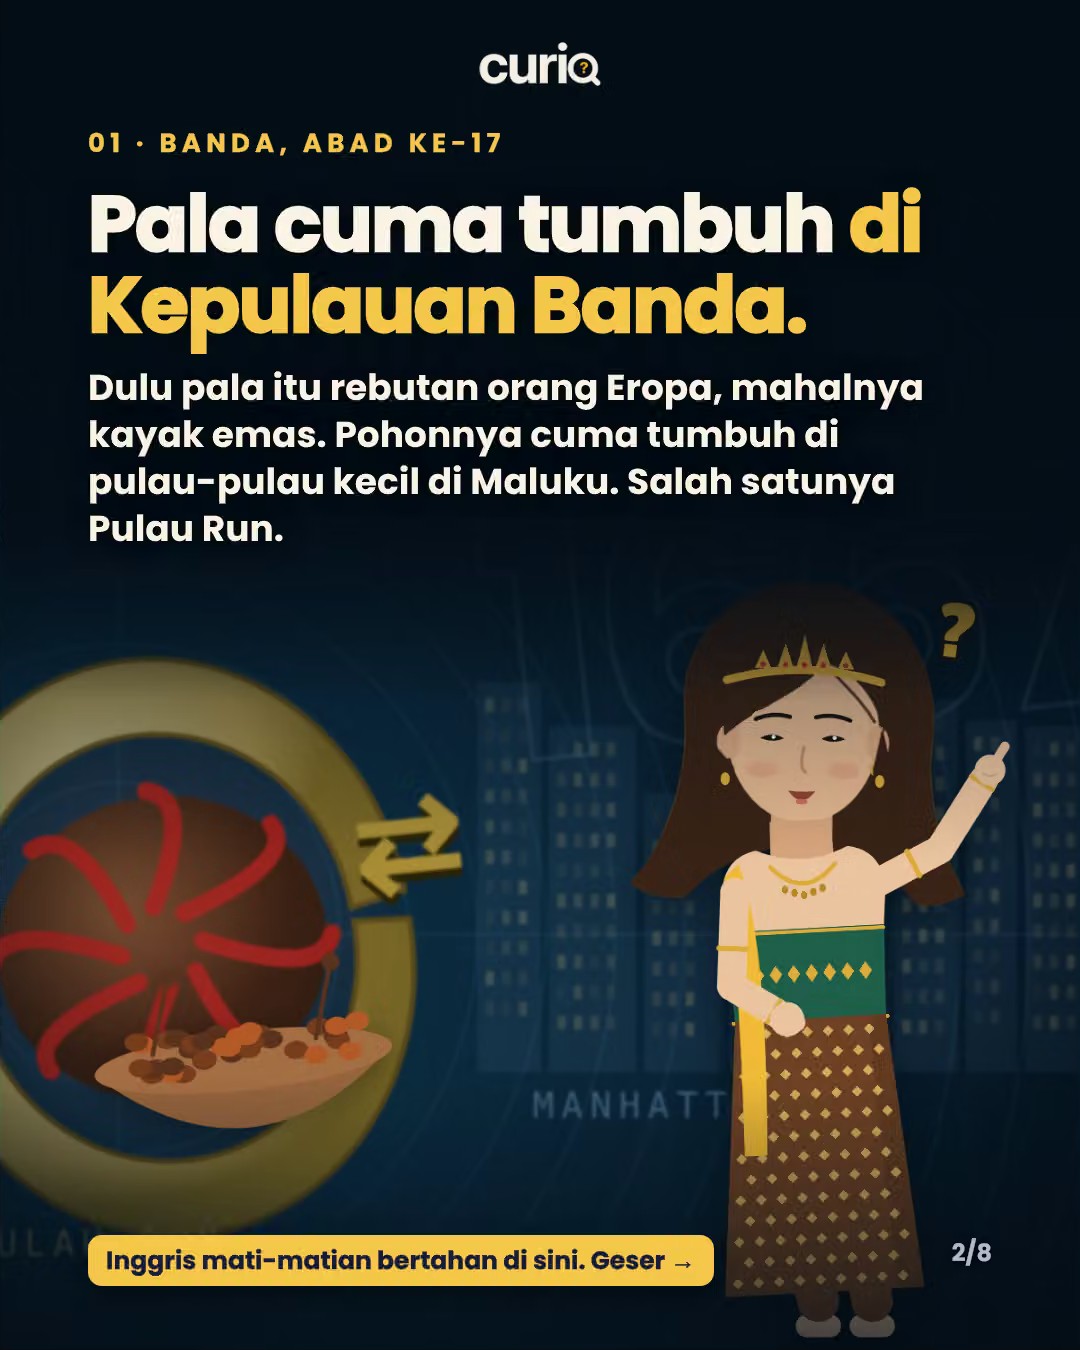 curio
01 · BANDA, ABAD KE-17
Pala cuma tumbuh di
Kepulauan Banda.
Dulu pala itu rebutan orang Eropa, mahalnya
kayak emas. Pohonnya cuma tumbuh di
pulau-pulau kecil di Maluku. Salah satunya
Pulau Run.
?
MANHATT
Inggris mati-matian bertahan di sini. Geser →
2/8